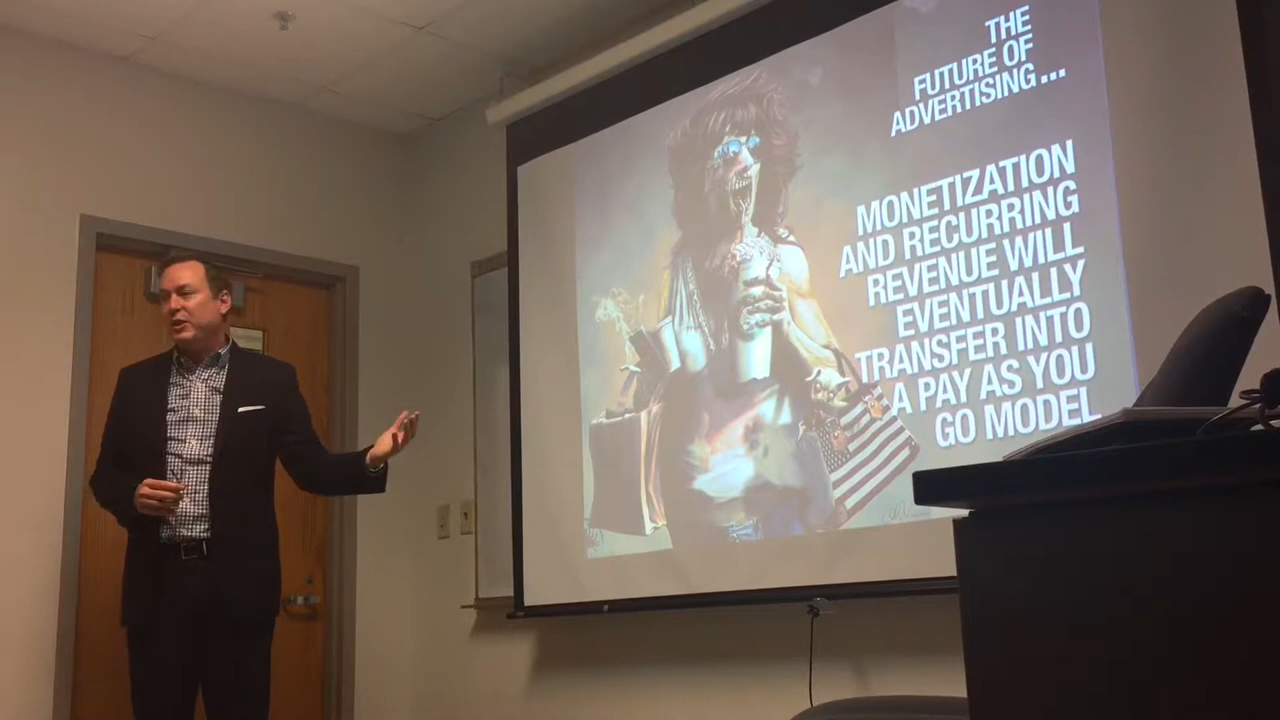 THE
FUTURE OF
ADVERTISING...
MONETIZATION
AND RECURRING
REVENUE WILL
EVENTUALLY
TRANSFER INTO
A PAY AS YOU
GO MODEL